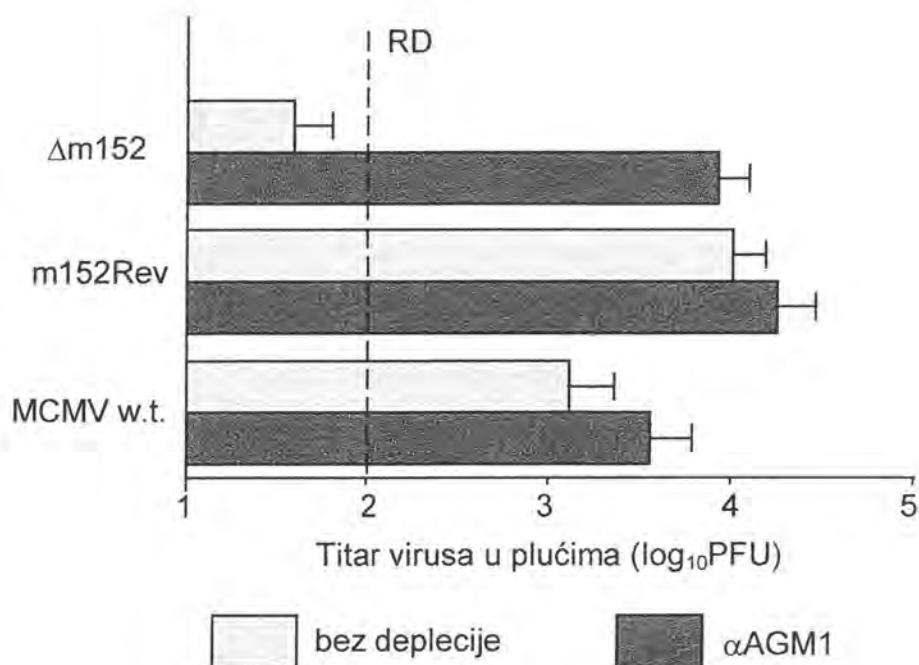 RD
Δm152
m152Rev
MCMV w.t.
1 2 3 4 5
Titar virusa u plućima (log₁₀PFU)
bez deplecije αAGM1